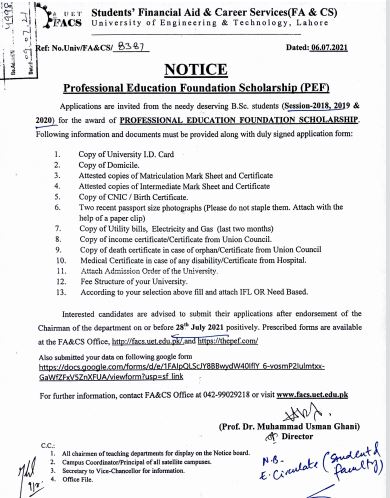 4998
09.07.21
UET
FACS
Students' Financial Aid & Career Services(FA & CS)
University of Engineering & Technology, Lahore
Ref: No.Univ/FA&CS/ 8387
Dated: 06.07.2021
NOTICE
Professional Education Foundation Scholarship (PEF)
Applications are invited from the needy deserving B.Sc. students (Session-2018, 2019 &
2020) for the award of PROFESSIONAL EDUCATION FOUNDATION SCHOLARSHIP.
Following information and documents must be provided along with duly signed application form:
1. Copy of University I.D. Card
2. Copy of Domicile.
3. Attested copies of Matriculation Mark Sheet and Certificate
4. Attested copies of Intermediate Mark Sheet and Certificate
5. Copy of CNIC / Birth Certificate.
6. Two recent passport size photographs (Please do not staple them. Attach with the
help of a paper clip)
7. Copy of Utility bills, Electricity and Gas (last two months)
8. Copy of income certificate/Certificate from Union Council.
9. Copy of death certificate in case of orphan/Certificate from Union Council
10. Medical Certificate in case of any disability/Certificate from Hospital.
11. Attach Admission Order of the University.
12. Fee Structure of your University.
13. According to your selection above fill and attach IFL OR Need Based.
Interested candidates are advised to submit their applications after endorsement of the
Chairman of the department on or before 28th July 2021 positively. Prescribed forms are available
at the FA&CS Office, http://facs.uet.edu.pk/,and https://thepef.com/
Also submitted your data on following google form
https://docs.google.com/forms/d/e/1FAIpQLScJY8BBwydW40IflY_6-vosmP2Iulmtxx-
GaWfZFxV5ZnXFUA/viewform?usp=sf_link
For further information, contact FA&CS Office at 042-99029218 or visit www.facs.uet.edu.pk
(Prof. Dr. Muhammad Usman Ghani)
Director
C.C.:
1. All chairmen of teaching departments for display on the Notice board.
2. Campus Coordinator/Principal of all satellite campuses.
3. Secretary to Vice-Chancellor for information.
4. Office File.
N.B.
E. Circulate (Student &
Faculty)